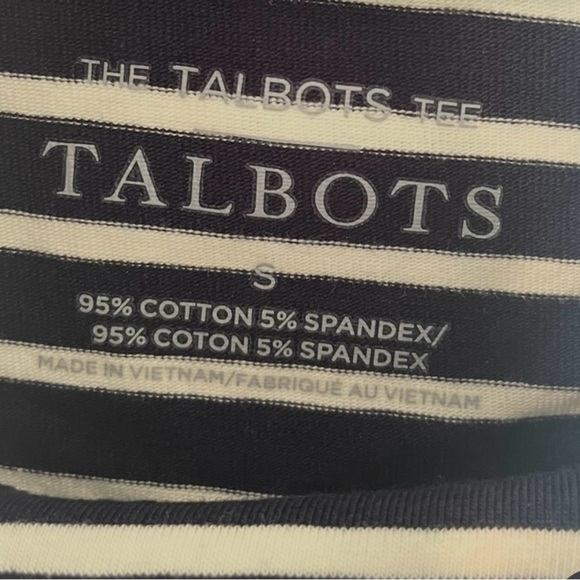 THE TALBOTS TEE
TALBOTS
S
95% COTTON 5% SPANDEX/
95% COTON 5% SPANDEX
MADE IN VIETNAM/FABRIQUÉ AU VIETNAM